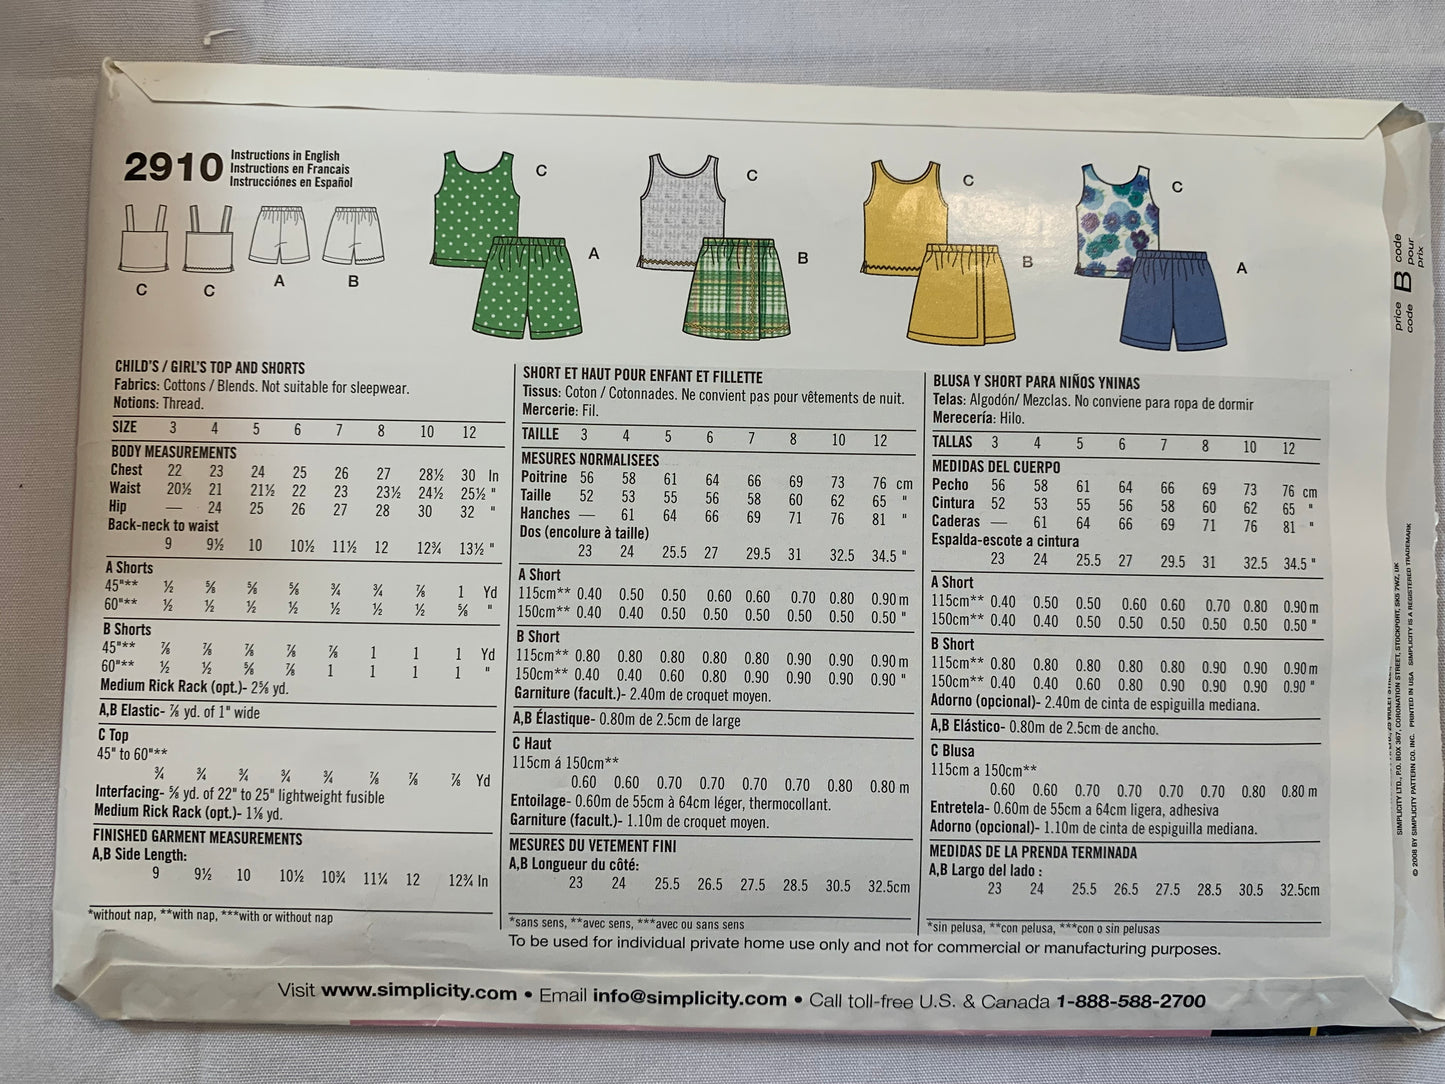 2910
Instructions in English
Instructions en Francais
Instrucciónes en Español
C
C
A
B
C
A
C
B
C
B
C
A
CHILD'S / GIRL'S TOP AND SHORTS
Fabrics: Cottons / Blends. Not suitable for sleepwear.
Notions: Thread.
SIZE 3 4 5 6 7 8 10 12
BODY MEASUREMENTS
Chest 22 23 24 25 26 27 28½ 30 In
Waist 20½ 21 21½ 22 23 23½ 24½ 25½ "
Hip — 24 25 26 27 28 30 32 "
Back-neck to waist
9 9½ 10 10½ 11½ 12 12¾ 13½ "
A Shorts
45"** ½ ⅝ ⅝ ⅝ ¾ ¾ ⅞ 1 Yd
60"** ½ ½ ½ ½ ½ ½ ½ ⅝ "
B Shorts
45"** ⅞ ⅞ ⅞ ⅞ ⅞ 1 1 1 Yd
60"** ½ ½ ⅝ ⅞ 1 1 1 1 "
Medium Rick Rack (opt.)- 2⅝ yd.
A,B Elastic- ⅞ yd. of 1" wide
C Top
45" to 60"**
¾ ¾ ¾ ¾ ¾ ⅞ ⅞ ⅞ Yd
Interfacing- ⅝ yd. of 22" to 25" lightweight fusible
Medium Rick Rack (opt.)- 1⅛ yd.
FINISHED GARMENT MEASUREMENTS
A,B Side Length:
9 9½ 10 10½ 10¾ 11¼ 12 12¾ In
*without nap, **with nap, ***with or without nap
SHORT ET HAUT POUR ENFANT ET FILLETTE
Tissus: Coton / Cotonnades. Ne convient pas pour vêtements de nuit.
Mercerie: Fil.
TAILLE 3 4 5 6 7 8 10 12
MESURES NORMALISEES
Poitrine 56 58 61 64 66 69 73 76 cm
Taille 52 53 55 56 58 60 62 65 "
Hanches — 61 64 66 69 71 76 81 "
Dos (encolure à taille)
23 24 25.5 27 29.5 31 32.5 34.5 "
A Short
115cm** 0.40 0.50 0.50 0.60 0.60 0.70 0.80 0.90 m
150cm** 0.40 0.40 0.50 0.50 0.50 0.50 0.50 0.50 "
B Short
115cm** 0.80 0.80 0.80 0.80 0.80 0.90 0.90 0.90 m
150cm** 0.40 0.40 0.60 0.80 0.90 0.90 0.90 0.90 "
Garniture (facult.)- 2.40m de croquet moyen.
A,B Élastique- 0.80m de 2.5cm de large
C Haut
115cm á 150cm**
0.60 0.60 0.70 0.70 0.70 0.70 0.80 0.80 m
Entoilage- 0.60m de 55cm à 64cm léger, thermocollant.
Garniture (facult.)- 1.10m de croquet moyen.
MESURES DU VETEMENT FINI
A,B Longueur du côté:
23 24 25.5 26.5 27.5 28.5 30.5 32.5cm
*sans sens, **avec sens, ***avec ou sans sens
BLUSA Y SHORT PARA NIÑOS YNINAS
Telas: Algodón/ Mezclas. No conviene para ropa de dormir
Merecería: Hilo.
TALLAS 3 4 5 6 7 8 10 12
MEDIDAS DEL CUERPO
Pecho 56 58 61 64 66 69 73 76 cm
Cintura 52 53 55 56 58 60 62 65 "
Caderas — 61 64 66 69 71 76 81 "
Espalda-escote a cintura
23 24 25.5 27 29.5 31 32.5 34.5 "
A Short
115cm** 0.40 0.50 0.50 0.60 0.60 0.70 0.80 0.90 m
150cm** 0.40 0.40 0.50 0.50 0.50 0.50 0.50 0.50 "
B Short
115cm** 0.80 0.80 0.80 0.80 0.80 0.90 0.90 0.90 m
150cm** 0.40 0.40 0.60 0.80 0.90 0.90 0.90 0.90 "
Adorno (opcional)- 2.40m de cinta de espiguilla mediana.
A,B Elástico- 0.80m de 2.5cm de ancho.
C Blusa
115cm a 150cm**
0.60 0.60 0.70 0.70 0.70 0.70 0.80 0.80 m
Entretela- 0.60m de 55cm a 64cm ligera, adhesiva
Adorno (opcional)- 1.10m de cinta de espiguilla mediana.
MEDIDAS DE LA PRENDA TERMINADA
A,B Largo del lado :
23 24 25.5 26.5 27.5 28.5 30.5 32.5cm
*sin pelusa, **con pelusa, ***con o sin pelusas
To be used for individual private home use only and not for commercial or manufacturing purposes.
Visit www.simplicity.com • Email info@simplicity.com • Call toll-free U.S. & Canada 1-888-588-2700
price code B code pour prix
SIMPLICITY LTD., P.O. BOX 367, CORONATION STREET, STOCKPORT, SK5 7WZ, UK
© 2008 BY SIMPLICITY PATTERN CO. INC. PRINTED IN USA SIMPLICITY IS A REGISTERED TRADEMARK